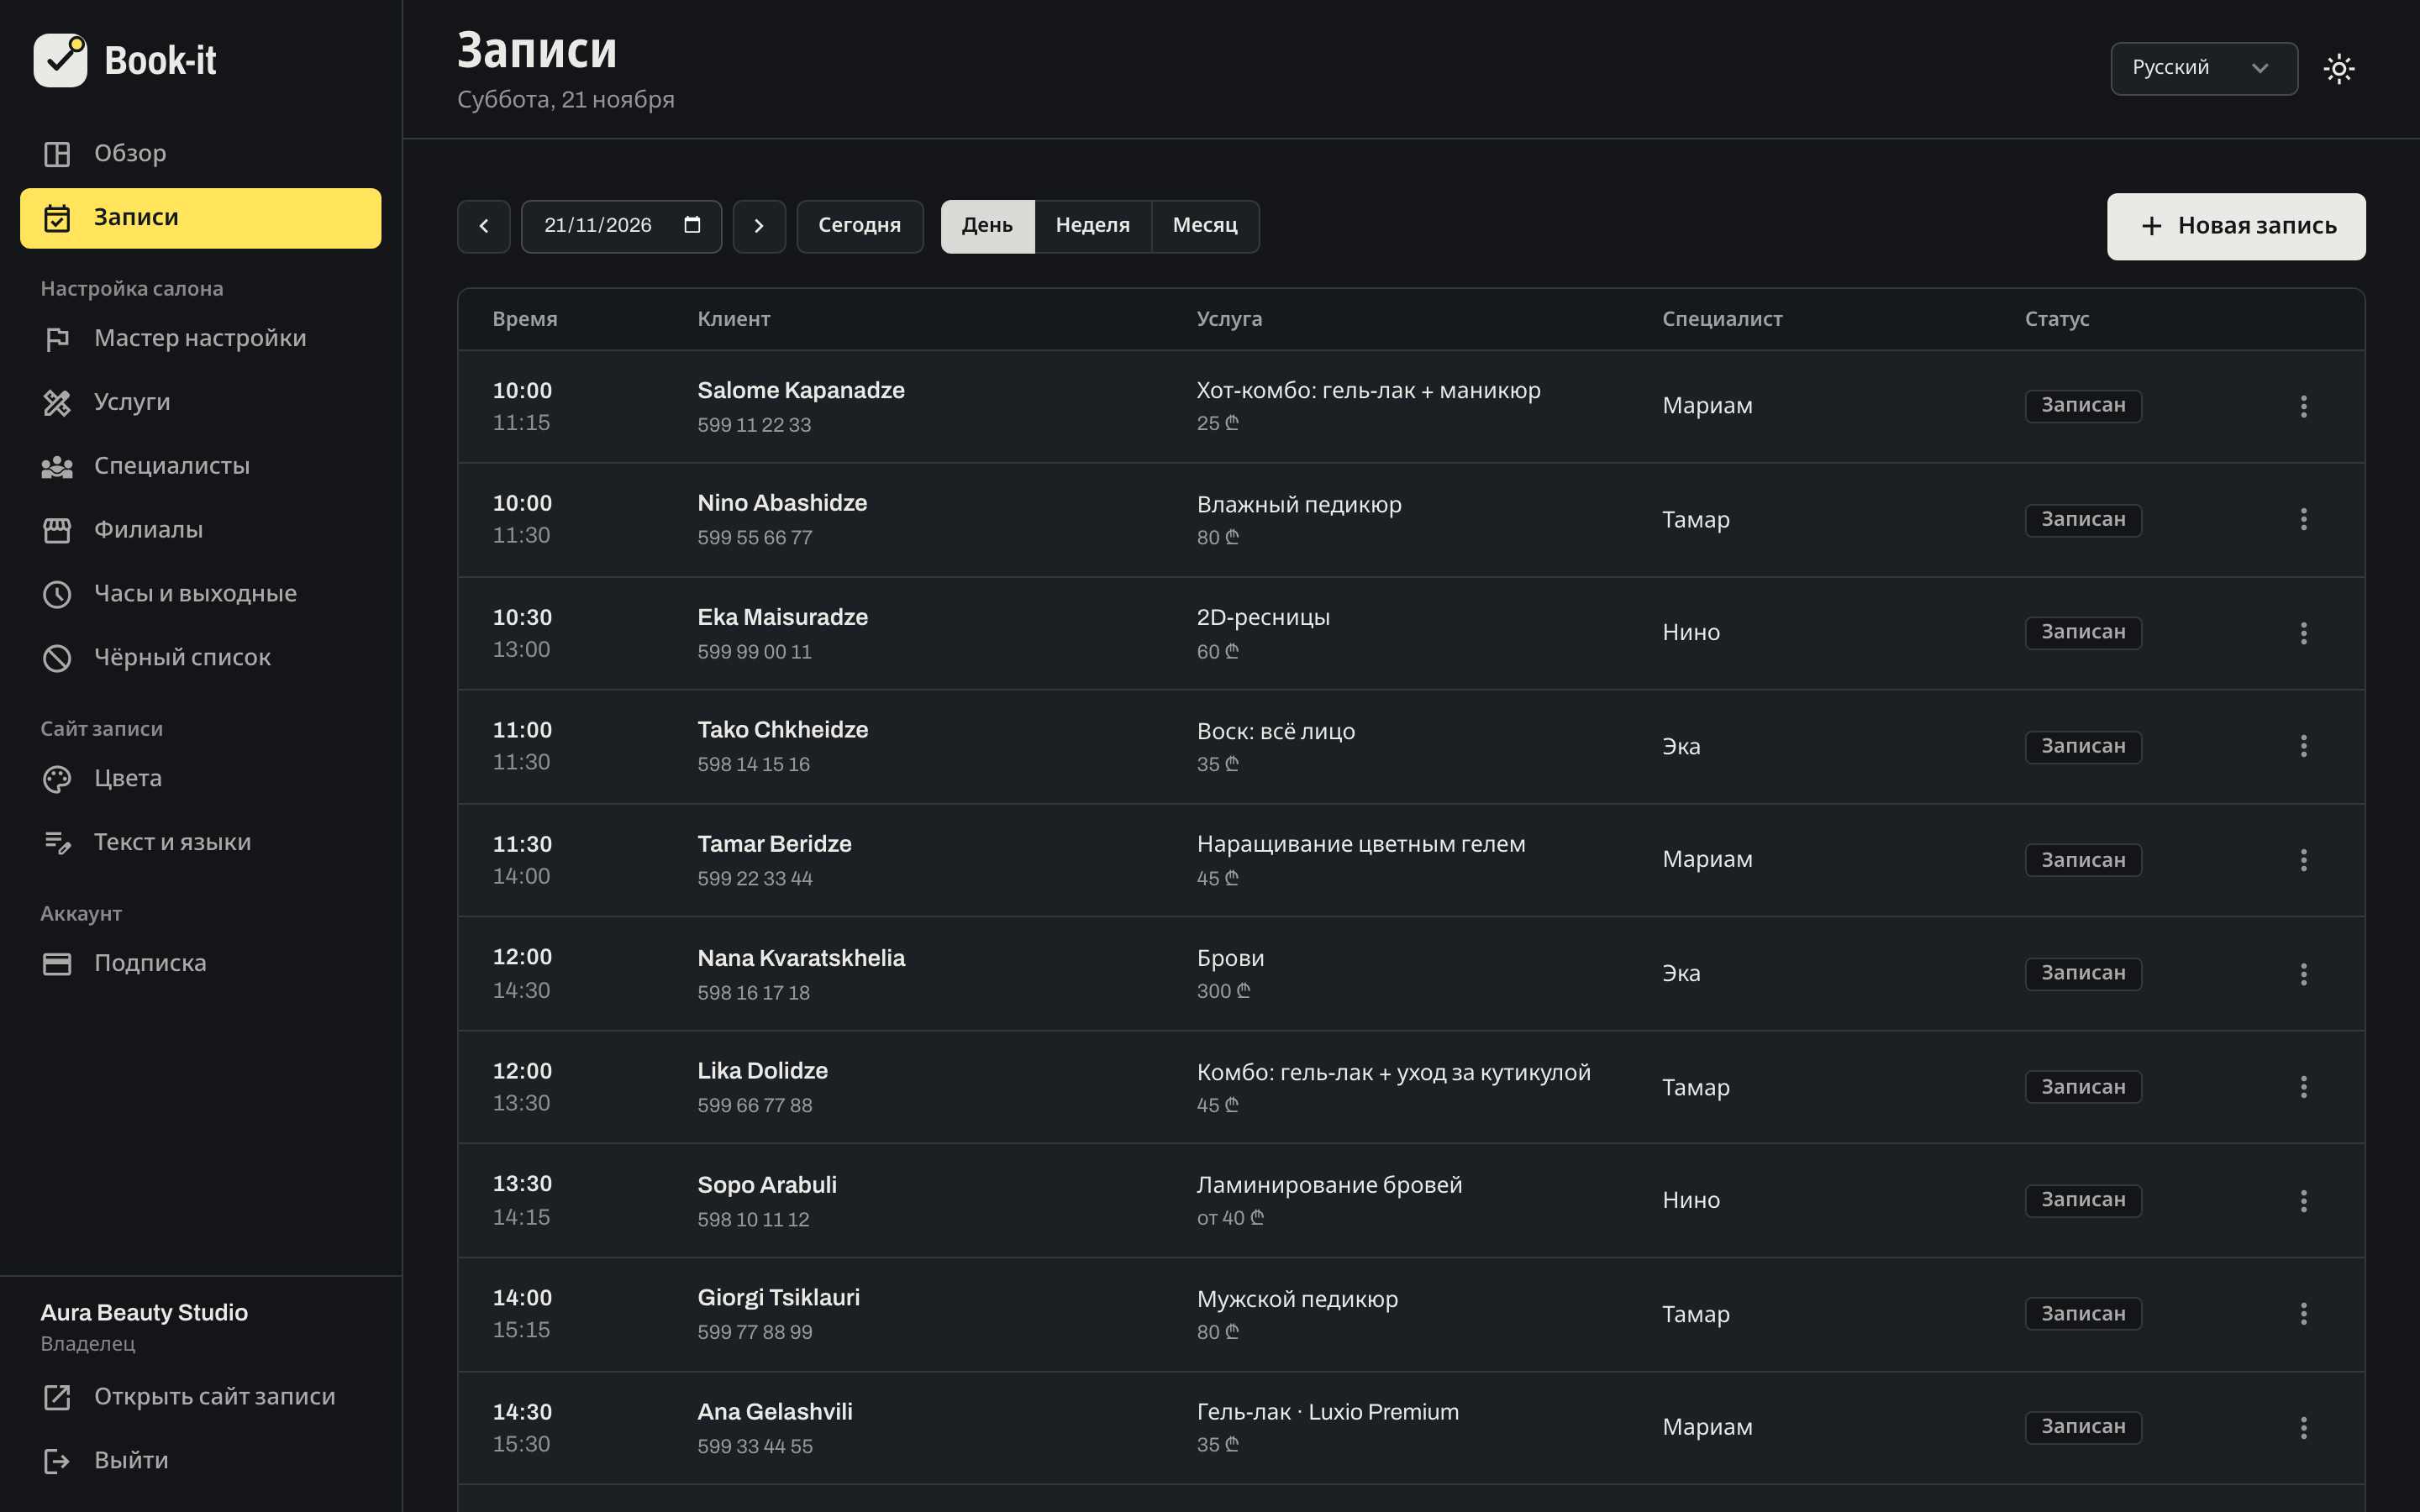 Book-it
Обзор
Записи
Настройка салона
Мастер настройки
Услуги
Специалисты
Филиалы
Часы и выходные
Чёрный список
Сайт записи
Цвета
Текст и языки
Аккаунт
Подписка
Aura Beauty Studio
Владелец
Открыть сайт записи
Выйти
Записи
Суббота, 21 ноября
Русский
21/11/2026
Сегодня
День
Неделя
Месяц
+ Новая запись
Время Клиент Услуга Специалист Статус
10:00 Salome Kapanadze Хот-комбо: гель-лак + маникюр Мариам Записан
11:15 599 11 22 33 25 ₾
10:00 Nino Abashidze Влажный педикюр Тамар Записан
11:30 599 55 66 77 80 ₾
10:30 Eka Maisuradze 2D-ресницы Нино Записан
13:00 599 99 00 11 60 ₾
11:00 Tako Chkheidze Воск: всё лицо Эка Записан
11:30 598 14 15 16 35 ₾
11:30 Tamar Beridze Наращивание цветным гелем Мариам Записан
14:00 599 22 33 44 45 ₾
12:00 Nana Kvaratskhelia Брови Эка Записан
14:30 598 16 17 18 300 ₾
12:00 Lika Dolidze Комбо: гель-лак + уход за кутикулой Тамар Записан
13:30 599 66 77 88 45 ₾
13:30 Sopo Arabuli Ламинирование бровей Нино Записан
14:15 598 10 11 12 от 40 ₾
14:00 Giorgi Tsiklauri Мужской педикюр Тамар Записан
15:15 599 77 88 99 80 ₾
14:30 Ana Gelashvili Гель-лак · Luxio Premium Мариам Записан
15:30 599 33 44 55 35 ₾